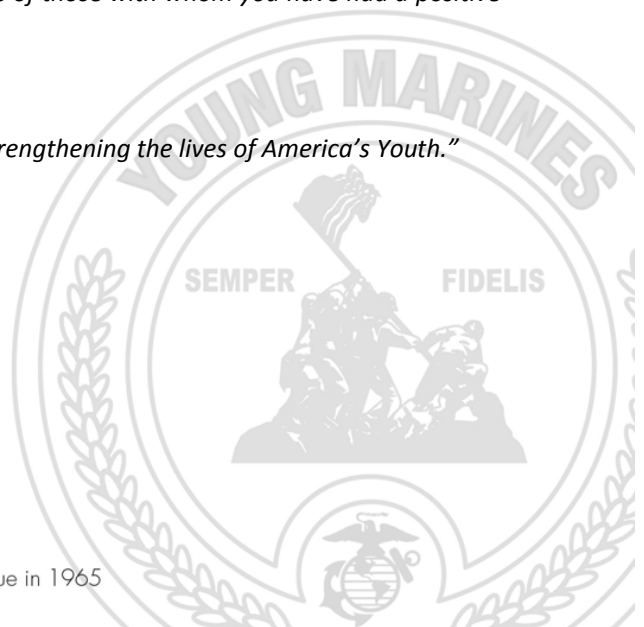 of those with whom you have had a positive
YOUNG MARINES
rengthening the lives of America’s Youth.”
SEMPER FIDELIS
ue in 1965